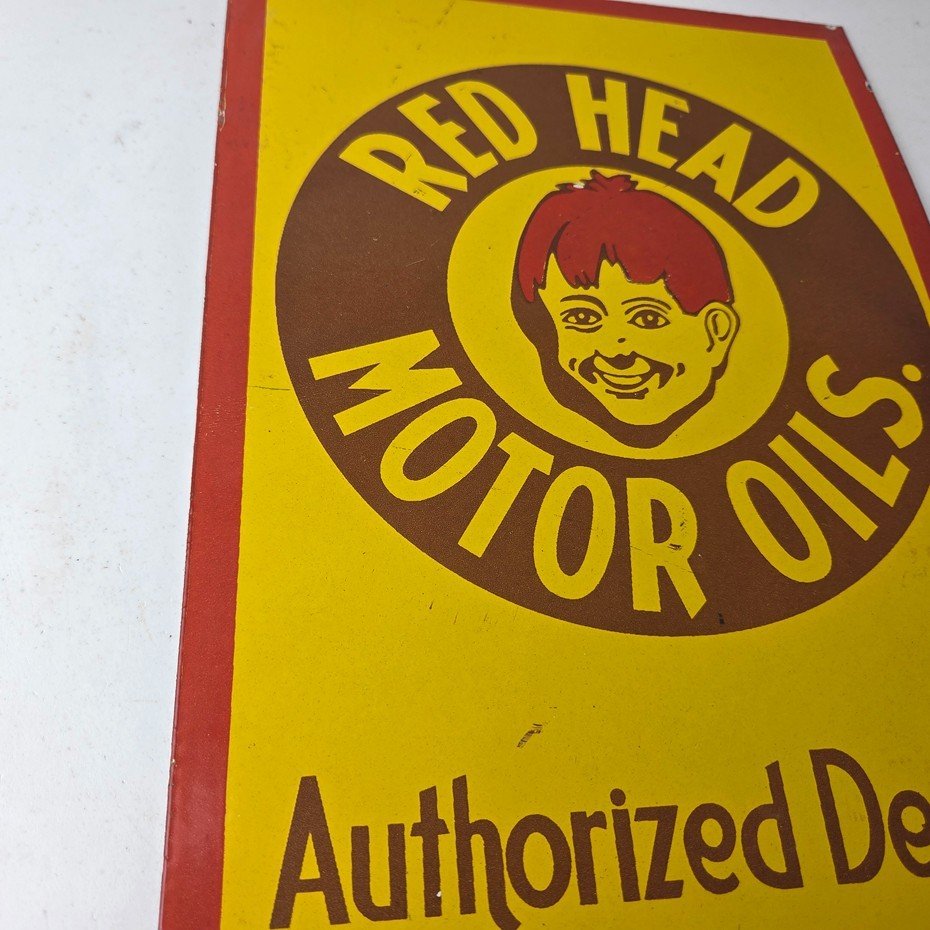 RED HEAD
MOTOR OILS.
Authorized De